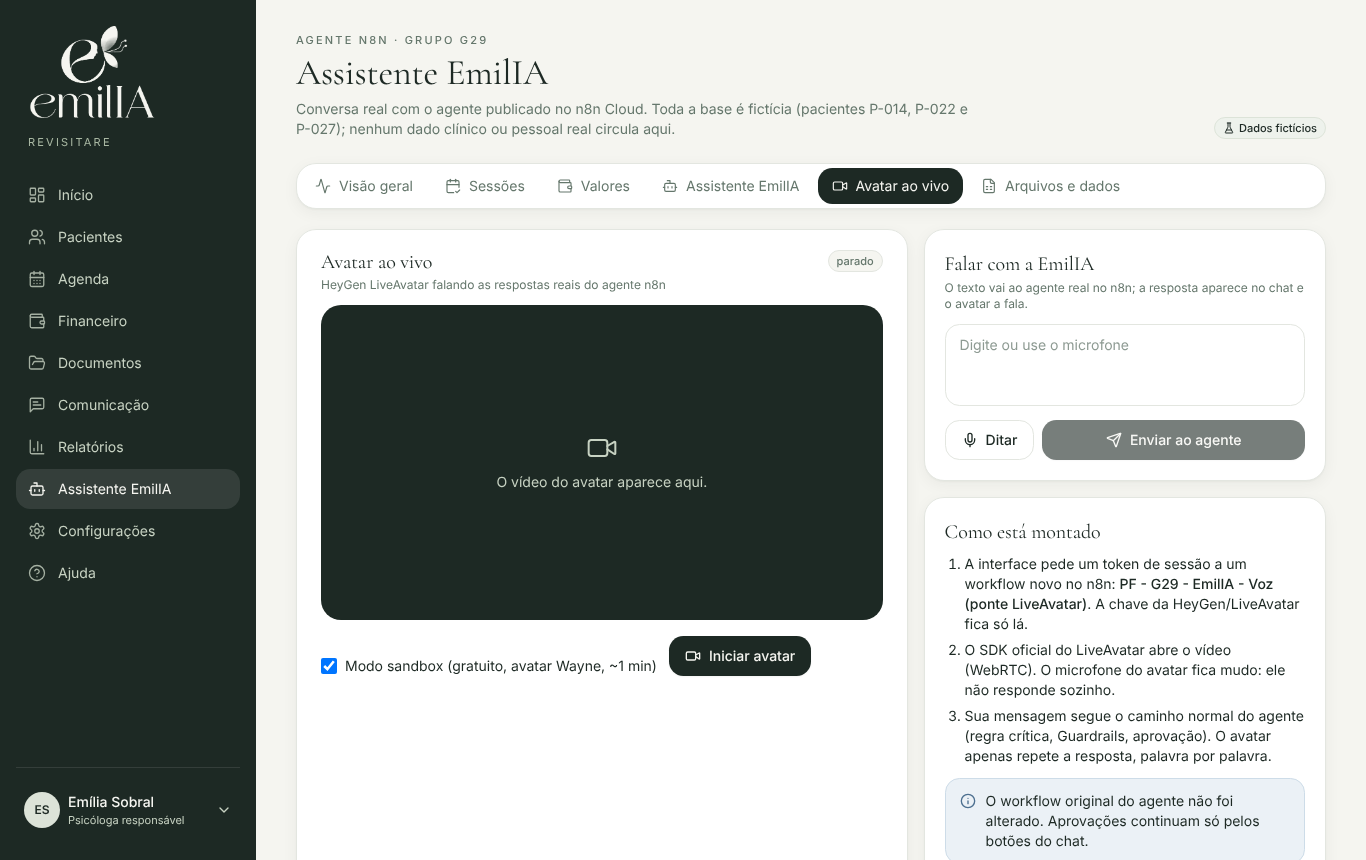 emilIA
REVISITARE
Início
Pacientes
Agenda
Financeiro
Documentos
Comunicação
Relatórios
Assistente EmilIA
Configurações
Ajuda
ES
Emília Sobral
Psicóloga responsável
AGENTE N8N · GRUPO G29
Assistente EmilIA
Conversa real com o agente publicado no n8n Cloud. Toda a base é fictícia (pacientes P-014, P-022 e
P-027); nenhum dado clínico ou pessoal real circula aqui.
Dados fictícios
Visão geral
Sessões
Valores
Assistente EmilIA
Avatar ao vivo
Arquivos e dados
Avatar ao vivo
parado
HeyGen LiveAvatar falando as respostas reais do agente n8n
O vídeo do avatar aparece aqui.
Modo sandbox (gratuito, avatar Wayne, ~1 min)
Iniciar avatar
Falar com a EmilIA
O texto vai ao agente real no n8n; a resposta aparece no chat e
o avatar a fala.
Digite ou use o microfone
Ditar
Enviar ao agente
Como está montado
1. A interface pede um token de sessão a um
workflow novo no n8n: PF - G29 - EmilIA - Voz
(ponte LiveAvatar). A chave da HeyGen/LiveAvatar
fica só lá.
2. O SDK oficial do LiveAvatar abre o vídeo
(WebRTC). O microfone do avatar fica mudo: ele
não responde sozinho.
3. Sua mensagem segue o caminho normal do agente
(regra crítica, Guardrails, aprovação). O avatar
apenas repete a resposta, palavra por palavra.
O workflow original do agente não foi
alterado. Aprovações continuam só pelos
botões do chat.